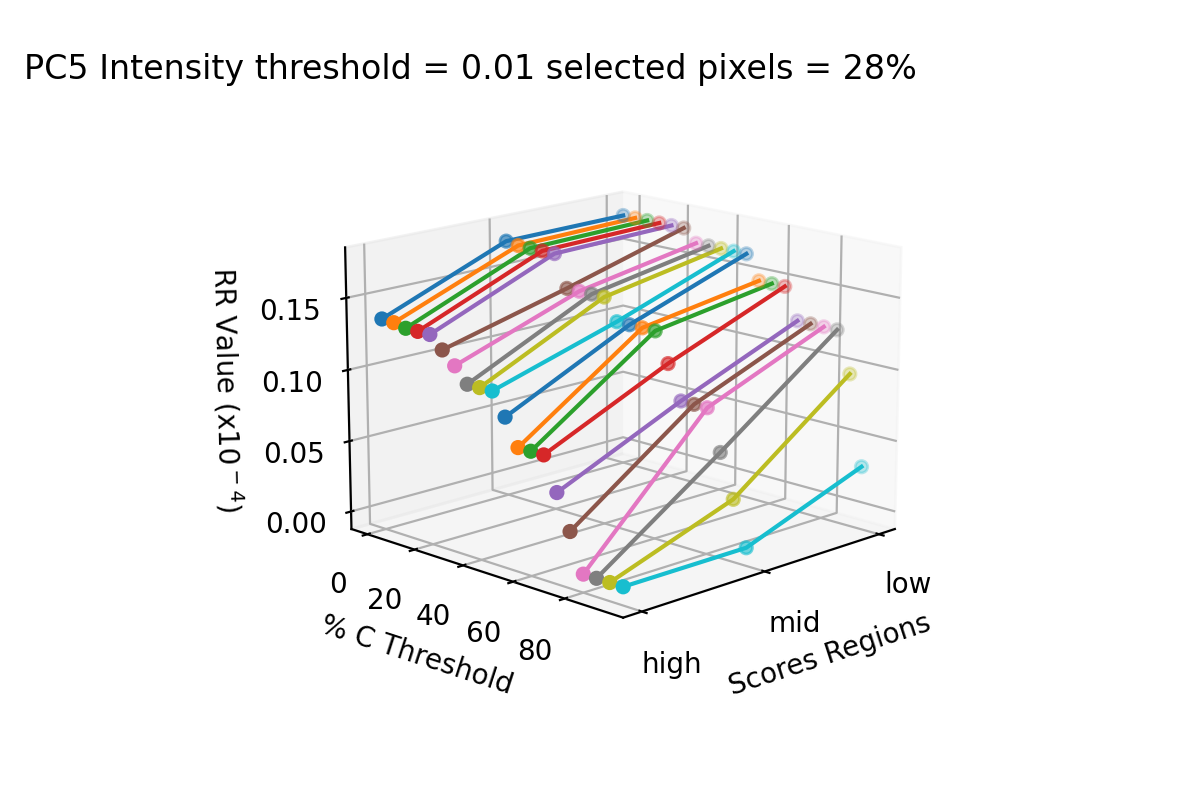 PC5 Intensity threshold = 0.01 selected pixels = 28%
RR Value (x10⁻⁴)
0.15
0.10
0.05
0.00
0
20
40
60
80
% C Threshold
high
mid
low
Scores Regions